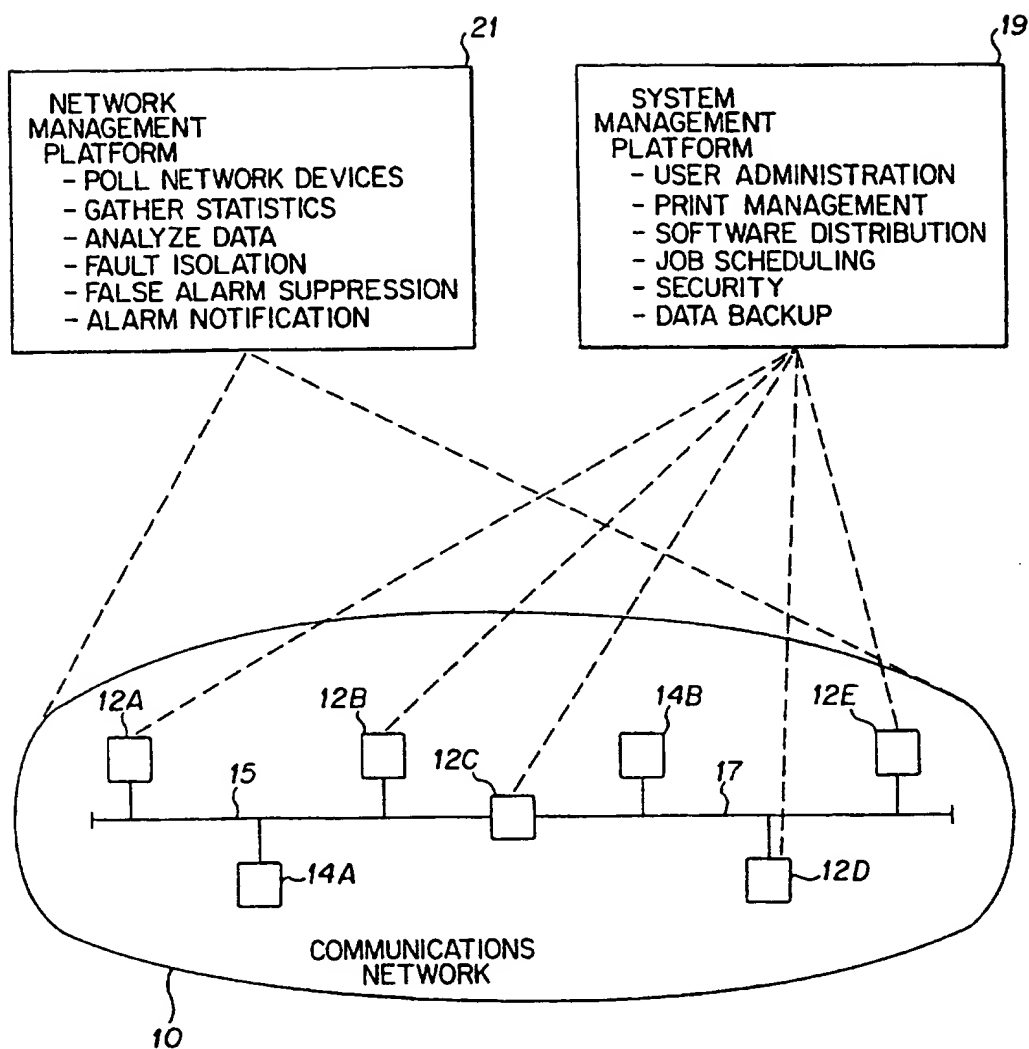 21
19
NETWORK
MANAGEMENT
PLATFORM
- POLL NETWORK DEVICES
- GATHER STATISTICS
- ANALYZE DATA
- FAULT ISOLATION
- FALSE ALARM SUPPRESSION
- ALARM NOTIFICATION
SYSTEM
MANAGEMENT
PLATFORM
- USER ADMINISTRATION
- PRINT MANAGEMENT
- SOFTWARE DISTRIBUTION
- JOB SCHEDULING
- SECURITY
- DATA BACKUP
12A
12B
14B
12E
12C
15
17
14A
12D
COMMUNICATIONS
NETWORK
10